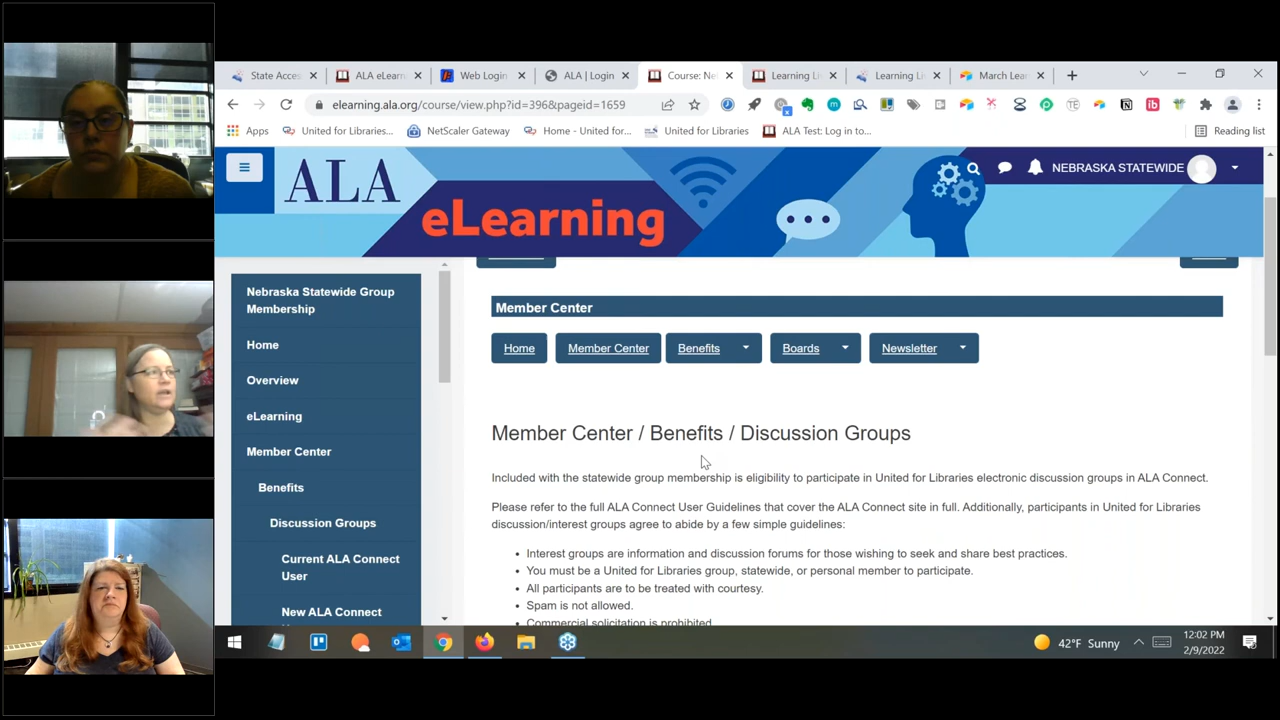 State Acces
ALA eLearn
Web Login
ALA | Login
Course: Ne
Learning Li
Learning Li
March Lear
elearning.ala.org/course/view.php?id=396&pageid=1659
Apps
United for Libraries...
NetScaler Gateway
Home - United for...
United for Libraries
ALA Test: Log in to...
Reading list
ALA
eLearning
NEBRASKA STATEWIDE
Nebraska Statewide Group
Membership
Home
Overview
eLearning
Member Center
Benefits
Discussion Groups
Current ALA Connect
User
New ALA Connect
Member Center
Home
Member Center
Benefits
Boards
Newsletter
Member Center / Benefits / Discussion Groups
Included with the statewide group membership is eligibility to participate in United for Libraries electronic discussion groups in ALA Connect.
Please refer to the full ALA Connect User Guidelines that cover the ALA Connect site in full. Additionally, participants in United for Libraries
discussion/interest groups agree to abide by a few simple guidelines:
• Interest groups are information and discussion forums for those wishing to seek and share best practices.
• You must be a United for Libraries group, statewide, or personal member to participate.
• All participants are to be treated with courtesy.
• Spam is not allowed.
• Commercial solicitation is prohibited
42°F Sunny
12:02 PM
2/9/2022